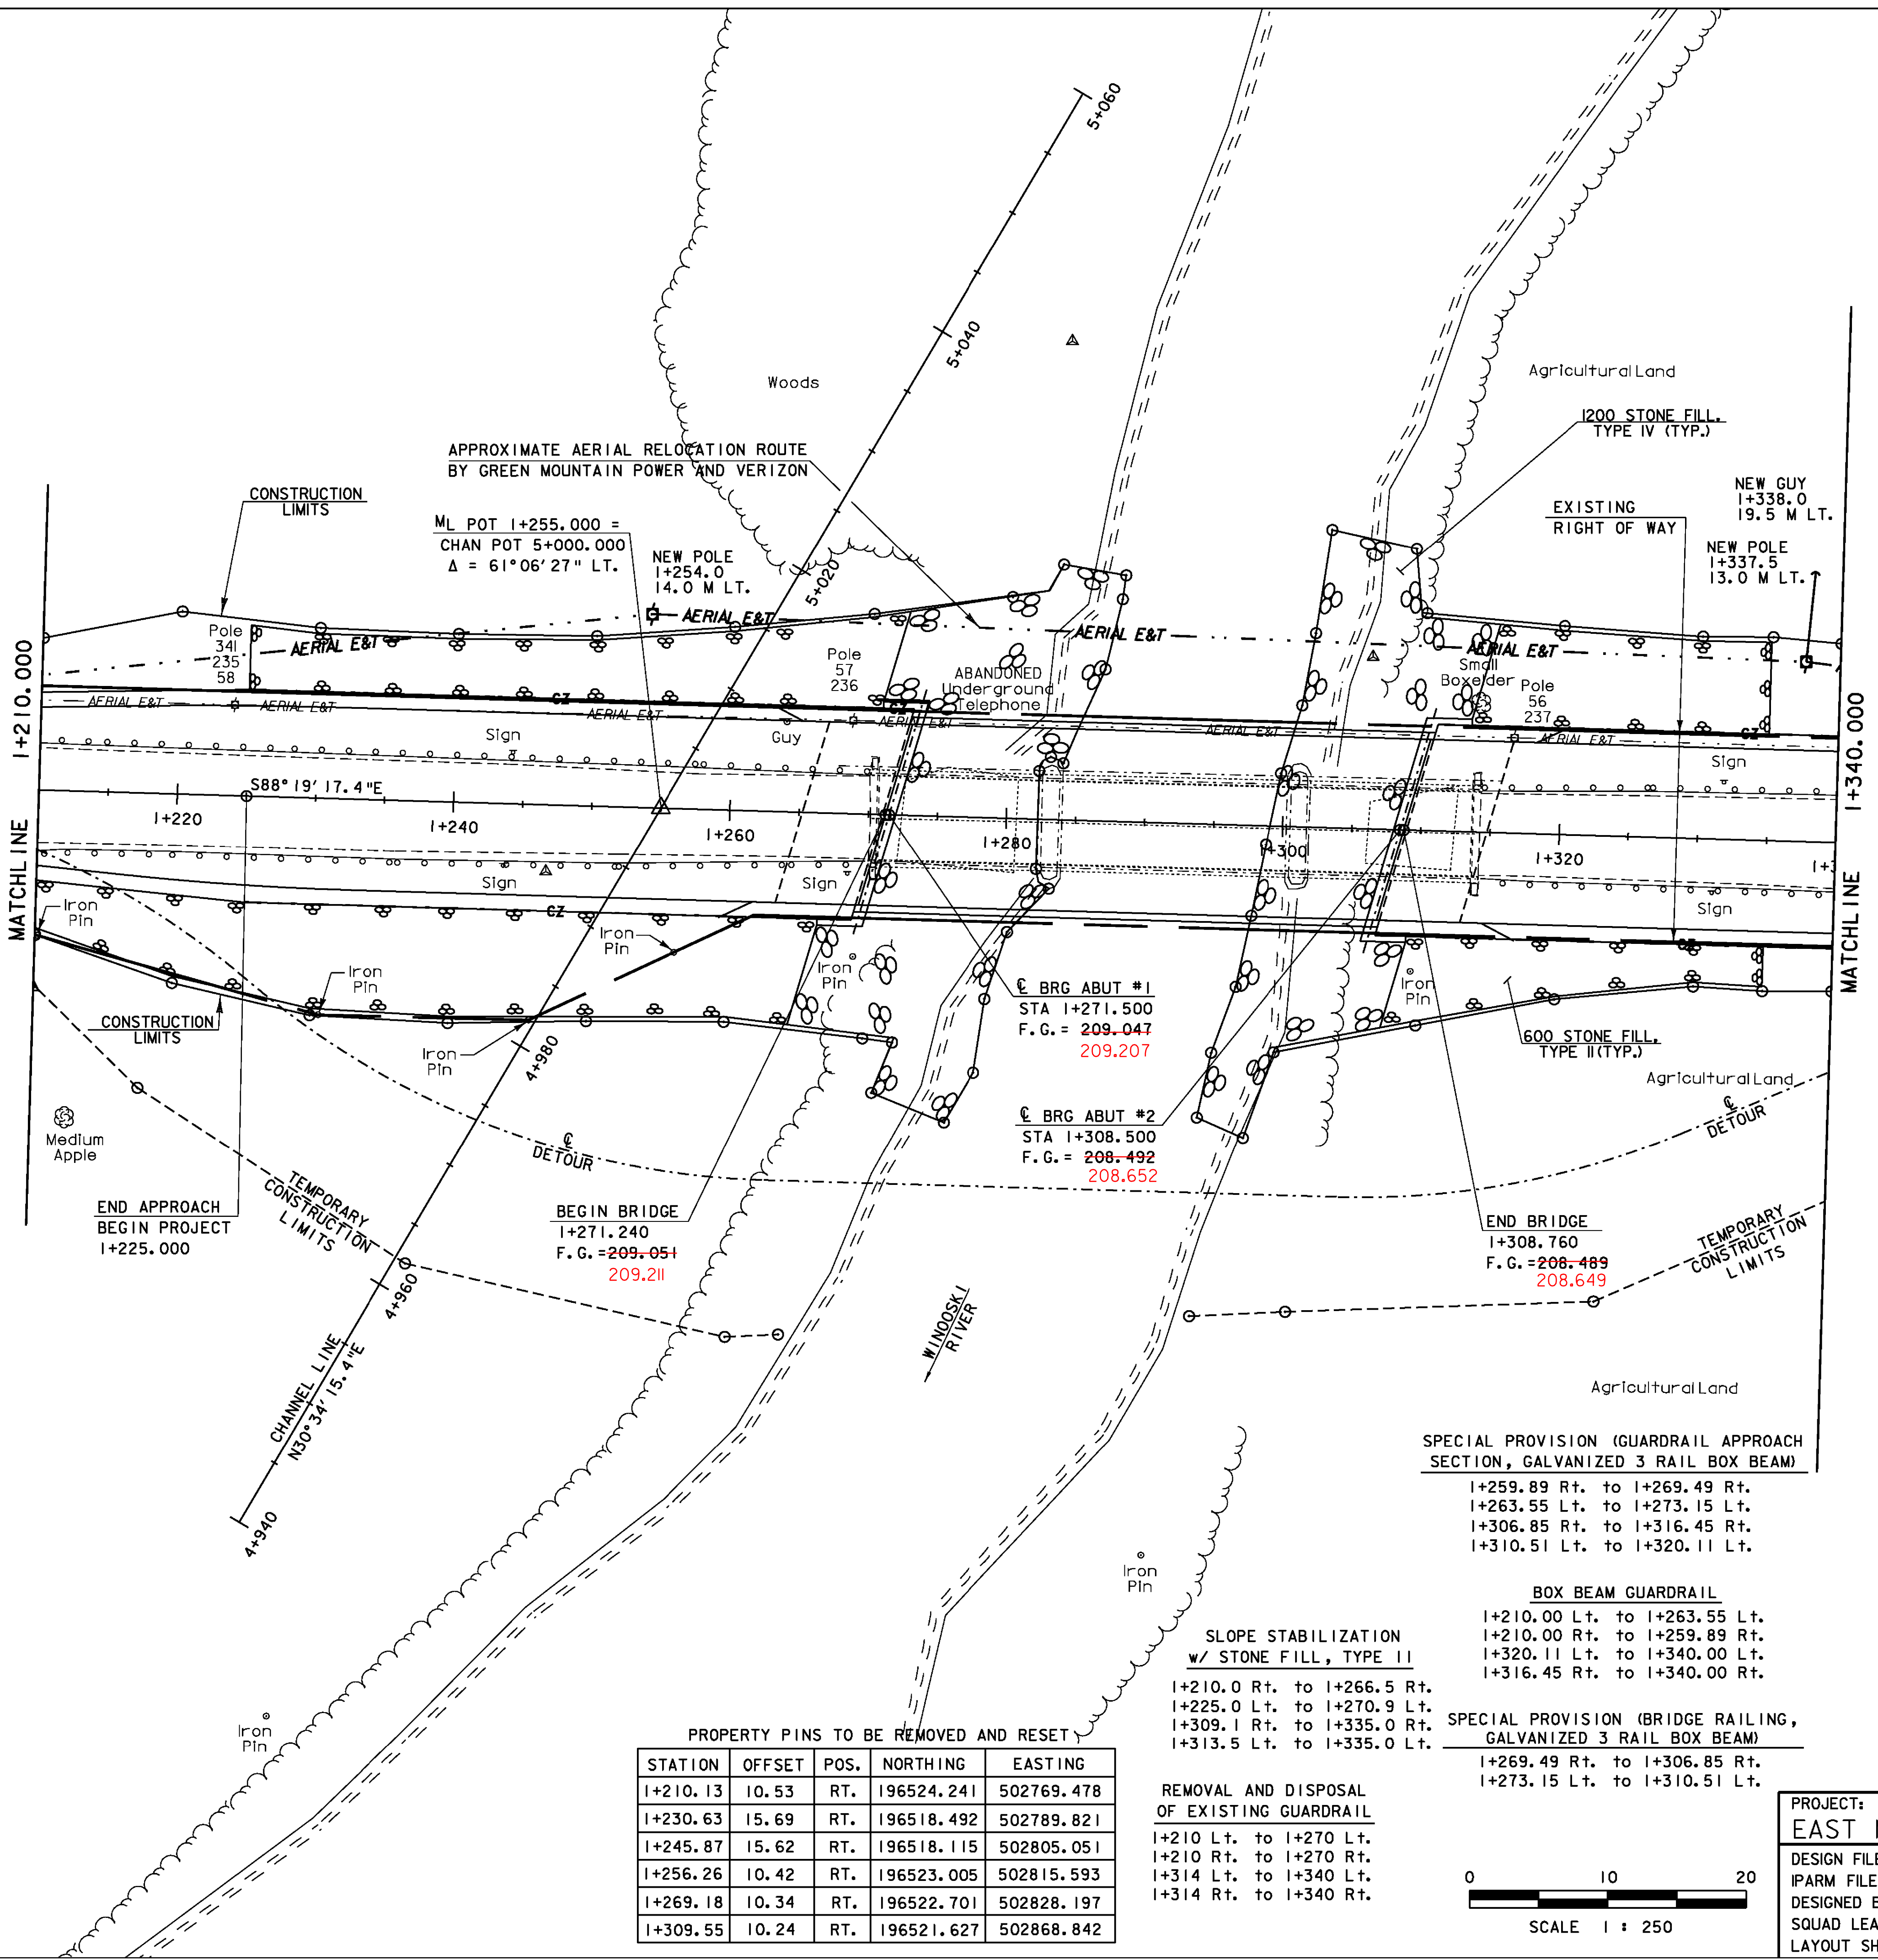 5+060
5+040
Woods
Agricultural Land
1200 STONE FILL,
TYPE IV (TYP.)
APPROXIMATE AERIAL RELOCATION ROUTE
BY GREEN MOUNTAIN POWER AND VERIZON
CONSTRUCTION
LIMITS
NEW GUY
1+338.0
19.5 M LT.
EXISTING
RIGHT OF WAY
ML POT 1+255.000 =
CHAN POT 5+000.000
Δ = 61°06'27" LT.
NEW POLE
1+254.0
14.0 M LT.
5+020
NEW POLE
1+337.5
13.0 M LT.
AERIAL E&T
AERIAL E&T
AERIAL E&T
AERIAL E&T
Pole
341
235
58
Pole
57
236
ABANDONED
Underground
Telephone
Small
Boxelder
Pole
56
237
MATCHLINE 1+210.000
MATCHLINE 1+340.000
AERIAL E&T
AERIAL E&T
AERIAL E&T
AERIAL E&T
AERIAL E&T
AERIAL E&T
CZ
CZ
CZ
Sign
Guy
Sign
S88°19'17.4"E
1+220
1+240
1+260
1+280
1+300
1+320
1+3
Sign
Sign
Sign
CZ
CZ
Iron
Pin
Iron
Pin
Iron
Pin
Iron
Pin
Iron
Pin
Iron
Pin
CONSTRUCTION
LIMITS
4+980
℄ BRG ABUT #1
STA 1+271.500
F.G.= 209.047
209.207
600 STONE FILL,
TYPE II (TYP.)
Agricultural Land
℄
DETOUR
℄ BRG ABUT #2
STA 1+308.500
F.G.= 208.492
208.652
Medium
Apple
℄
DETOUR
TEMPORARY
CONSTRUCTION
LIMITS
END APPROACH
BEGIN PROJECT
1+225.000
BEGIN BRIDGE
1+271.240
F.G.=209.051
209.211
END BRIDGE
1+308.760
F.G.=208.489
208.649
TEMPORARY
CONSTRUCTION
LIMITS
4+960
WINOOSKI
RIVER
CHANNEL LINE
N30°34'15.4"E
4+940
Agricultural Land
Iron
Pin
Iron
Pin
SPECIAL PROVISION (GUARDRAIL APPROACH
SECTION, GALVANIZED 3 RAIL BOX BEAM)
1+259.89 Rt. to 1+269.49 Rt.
1+263.55 Lt. to 1+273.15 Lt.
1+306.85 Rt. to 1+316.45 Rt.
1+310.51 Lt. to 1+320.11 Lt.
BOX BEAM GUARDRAIL
1+210.00 Lt. to 1+263.55 Lt.
1+210.00 Rt. to 1+259.89 Rt.
1+320.11 Lt. to 1+340.00 Lt.
1+316.45 Rt. to 1+340.00 Rt.
SLOPE STABILIZATION
w/ STONE FILL, TYPE II
1+210.0 Rt. to 1+266.5 Rt.
1+225.0 Lt. to 1+270.9 Lt.
1+309.1 Rt. to 1+335.0 Rt.
1+313.5 Lt. to 1+335.0 Lt.
SPECIAL PROVISION (BRIDGE RAILING,
GALVANIZED 3 RAIL BOX BEAM)
1+269.49 Rt. to 1+306.85 Rt.
1+273.15 Lt. to 1+310.51 Lt.
PROPERTY PINS TO BE REMOVED AND RESET
STATION OFFSET POS. NORTHING EASTING
1+210.13 10.53 RT. 196524.241 502769.478
1+230.63 15.69 RT. 196518.492 502789.821
1+245.87 15.62 RT. 196518.115 502805.051
1+256.26 10.42 RT. 196523.005 502815.593
1+269.18 10.34 RT. 196522.701 502828.197
1+309.55 10.24 RT. 196521.627 502868.842
REMOVAL AND DISPOSAL
OF EXISTING GUARDRAIL
1+210 Lt. to 1+270 Lt.
1+210 Rt. to 1+270 Rt.
1+314 Lt. to 1+340 Lt.
1+314 Rt. to 1+340 Rt.
0 10 20
SCALE 1 : 250
PROJECT:
EAST
DESIGN FILE
IPARM FILE
DESIGNED
SQUAD
LAYOUT